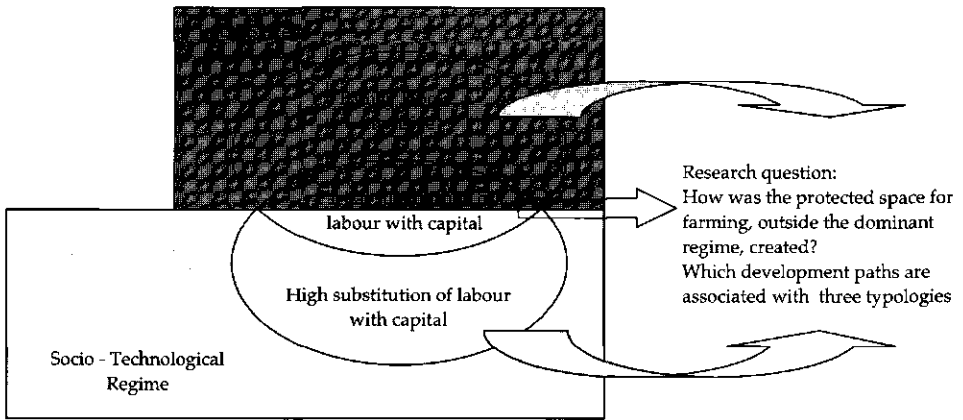 Research question:
How was the protected space for
farming, outside the dominant
regime, created?
Which development paths are
associated with three typologies
labour with capital
High substitution of labour
with capital
Socio - Technological
Regime